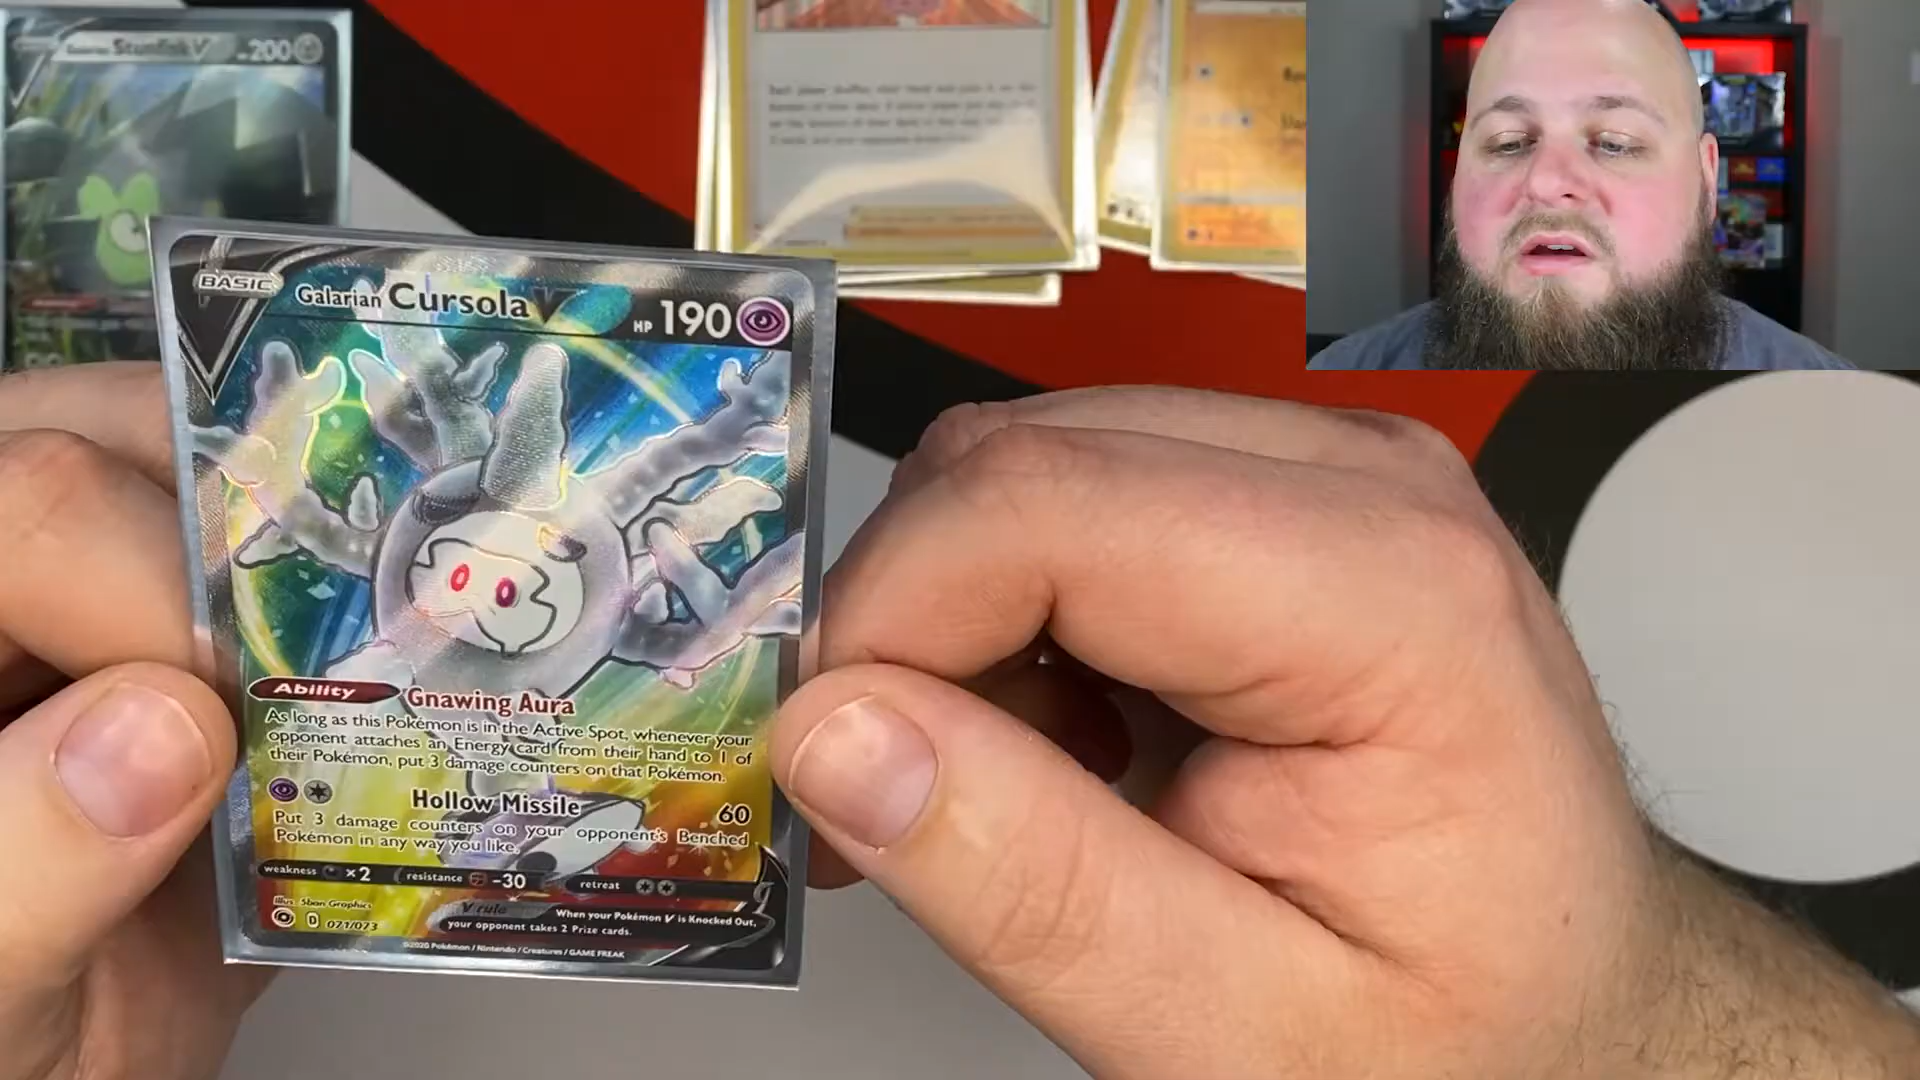 Galarian Stunfisk V 200
BASIC Galarian Cursola V HP 190
Ability Gnawing Aura
As long as this Pokémon is in the Active Spot, whenever your
opponent attaches an Energy card from their hand to 1 of
their Pokémon, put 3 damage counters on that Pokémon.
Hollow Missile 60
Put 3 damage counters on your opponent's Benched
Pokémon in any way you like.
weakness ×2 resistance -30 retreat
Illus. 5ban Graphics
D 071/073
V rule When your Pokémon V is Knocked Out,
your opponent takes 2 Prize cards.
©2020 Pokémon / Nintendo / Creatures / GAME FREAK